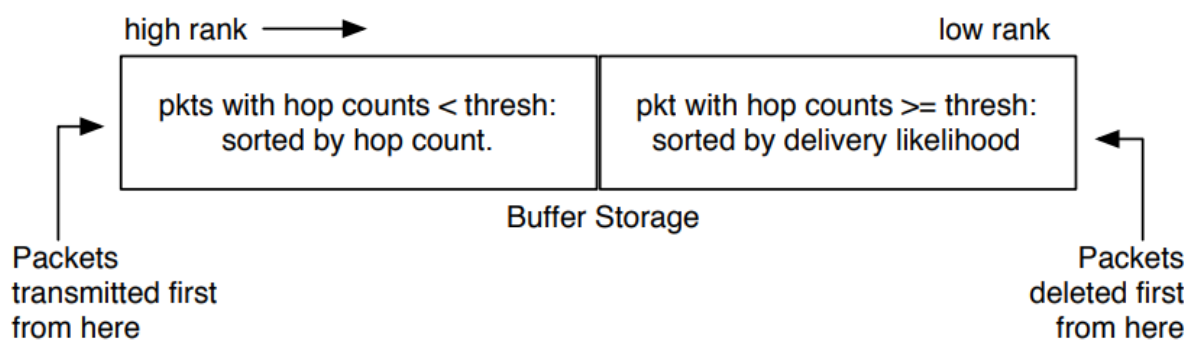 high rank
low rank
pkts with hop counts < thresh:
sorted by hop count.
pkt with hop counts >= thresh:
sorted by delivery likelihood
Buffer Storage
Packets
transmitted first
from here
Packets
deleted first
from here